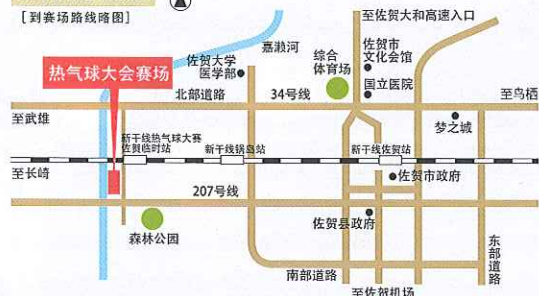 [到赛场路线略图]
至佐贺大和高速入口
嘉濑河
佐贺大学
医学部
综合
体育场
佐贺市
文化会馆
国立医院
热气球大会赛场
北部道路
34号线
至鸟栖
至武雄
梦之城
新干线热气球大赛
佐贺临时站
新干线锅岛站
新干线佐贺站
至长崎
佐贺市政府
207号线
森林公园
佐贺县政府
南部道路
东部道路
至佐贺机场